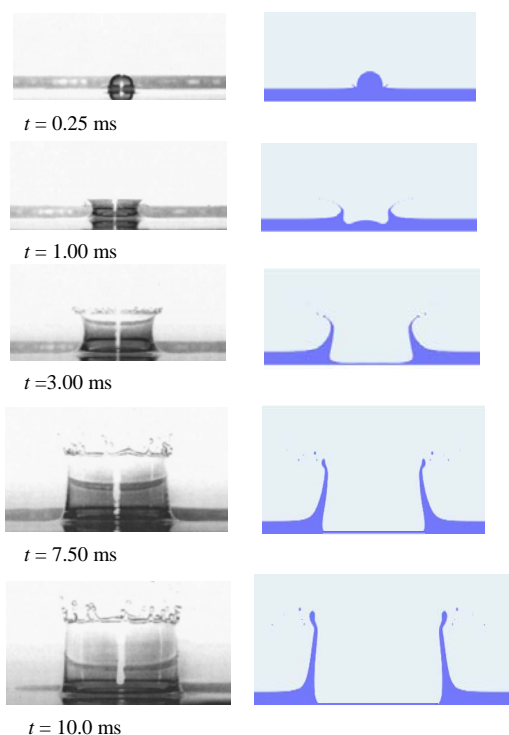 t = 0.25 ms
t = 1.00 ms
t =3.00 ms
t = 7.50 ms
t = 10.0 ms